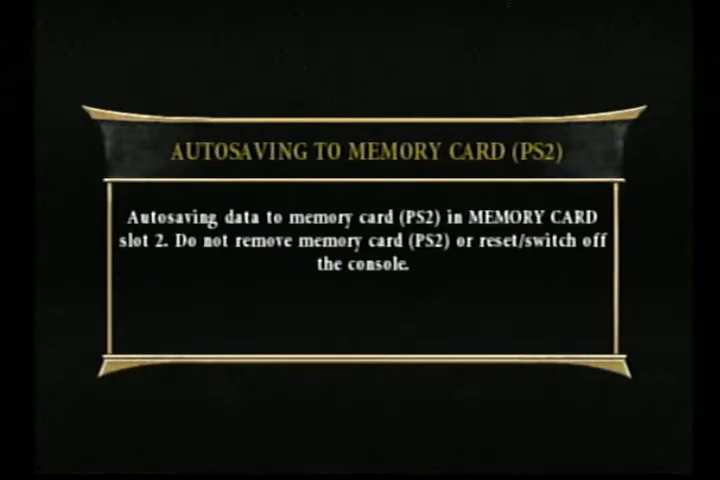 AUTOSAVING TO MEMORY CARD (PS2)
Autosaving data to memory card (PS2) in MEMORY CARD
slot 2. Do not remove memory card (PS2) or reset/switch off
the console.